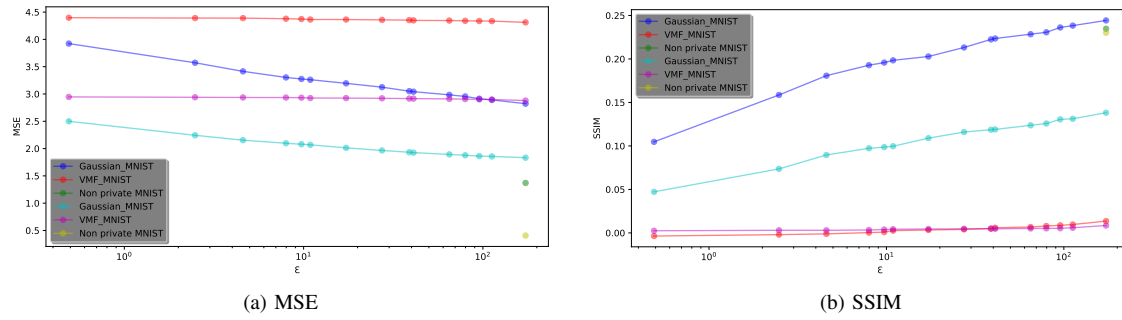 4.5
4.0
3.5
3.0
2.5
2.0
1.5
1.0
0.5
MSE
Gaussian_MNIST
VMF_MNIST
Non private MNIST
Gaussian_MNIST
VMF_MNIST
Non private MNIST
10⁰
10¹
10²
ε
(a) MSE
0.25
0.20
0.15
0.10
0.05
0.00
SSIM
Gaussian_MNIST
VMF_MNIST
Non private MNIST
Gaussian_MNIST
VMF_MNIST
Non private MNIST
10⁰
10¹
10²
ε
(b) SSIM